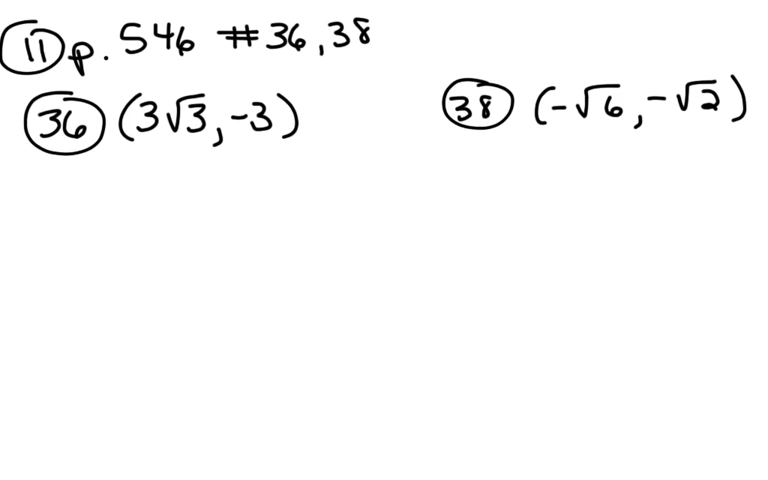 11 p. 546 #36,38
36 (3√3, -3)
38 (-√6, -√2)